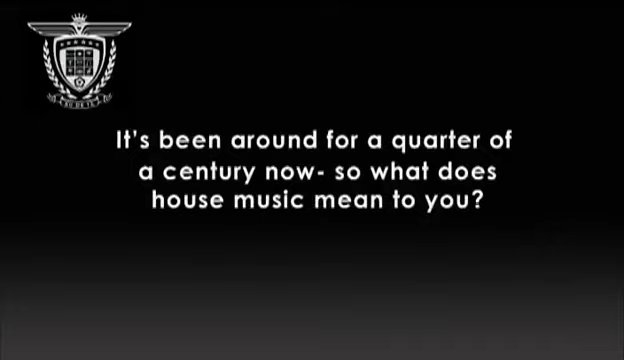 It's been around for a quarter of
a century now- so what does
house music mean to you?